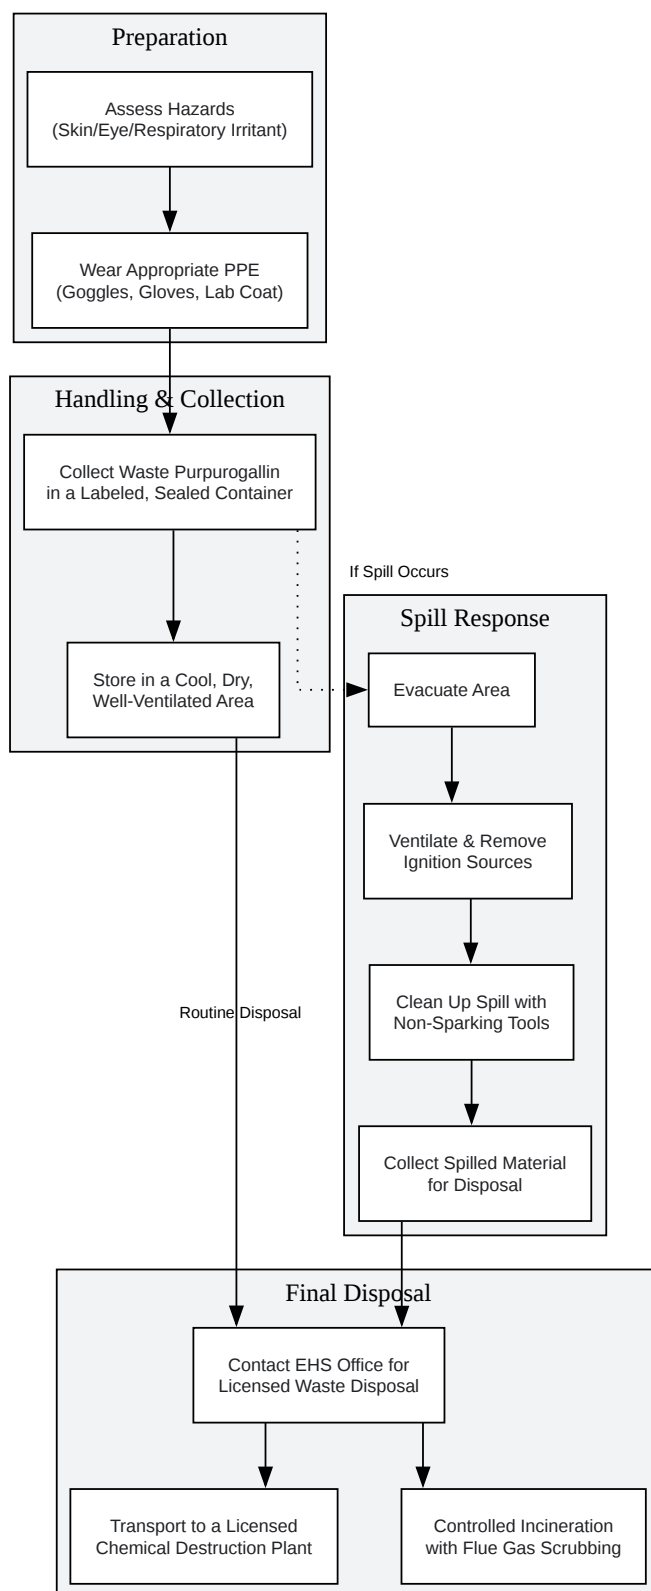 Preparation
Assess Hazards
(Skin/Eye/Respiratory Irritant)
Wear Appropriate PPE
(Goggles, Gloves, Lab Coat)
Handling & Collection
Collect Waste Purpurogallin
in a Labeled, Sealed Container
If Spill Occurs
Store in a Cool, Dry,
Well-Ventilated Area
Spill Response
Evacuate Area
Ventilate & Remove
Ignition Sources
Clean Up Spill with
Non-Sparking Tools
Routine Disposal
Collect Spilled Material
for Disposal
Final Disposal
Contact EHS Office for
Licensed Waste Disposal
Transport to a Licensed
Chemical Destruction Plant
Controlled Incineration
with Flue Gas Scrubbing